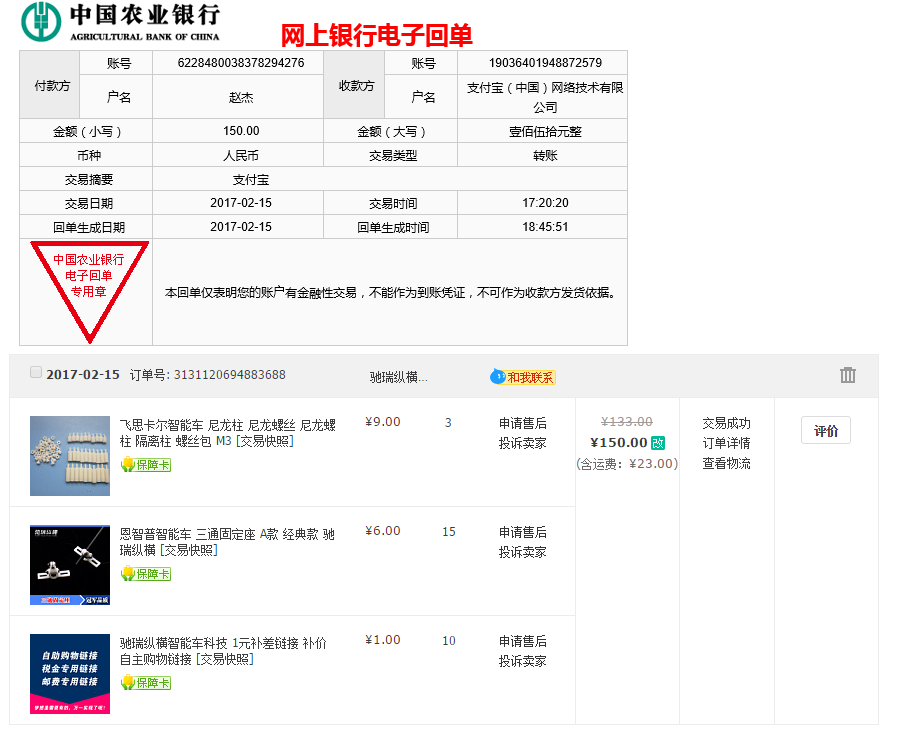 中国农业银行
AGRICULTURAL BANK OF CHINA
网上银行电子回单
付款方 账号 6228480038378294276 收款方 账号 19036401948872579
户名 赵杰 户名 支付宝（中国）网络技术有限
公司
金额（小写） 150.00 金额（大写） 壹佰伍拾元整
币种 人民币 交易类型 转账
交易摘要 支付宝
交易日期 2017-02-15 交易时间 17:20:20
回单生成日期 2017-02-15 回单生成时间 18:45:51
中国农业银行
电子回单
专用章
本回单仅表明您的账户有金融性交易，不能作为到账凭证，不可作为收款方发货依据。
2017-02-15 订单号: 3131120694883688 驰瑞纵横... 和我联系
飞思卡尔智能车 尼龙柱 尼龙螺丝 尼龙螺 ¥9.00 3 申请售后 ¥133.00 交易成功 评价
柱 隔离柱 螺丝包 M3 [交易快照] 投诉卖家 ¥150.00 改 订单详情
保障卡 (含运费: ¥23.00) 查看物流
恩智普智能车 三通固定座 A款 经典款 驰 ¥6.00 15 申请售后
瑞纵横 [交易快照] 投诉卖家
保障卡
冠军品质
驰瑞纵横智能车科技 1元补差链接 补价 ¥1.00 10 申请售后
自主购物链接 [交易快照] 投诉卖家
保障卡
自助购物链接
税金专用链接
邮费专用链接